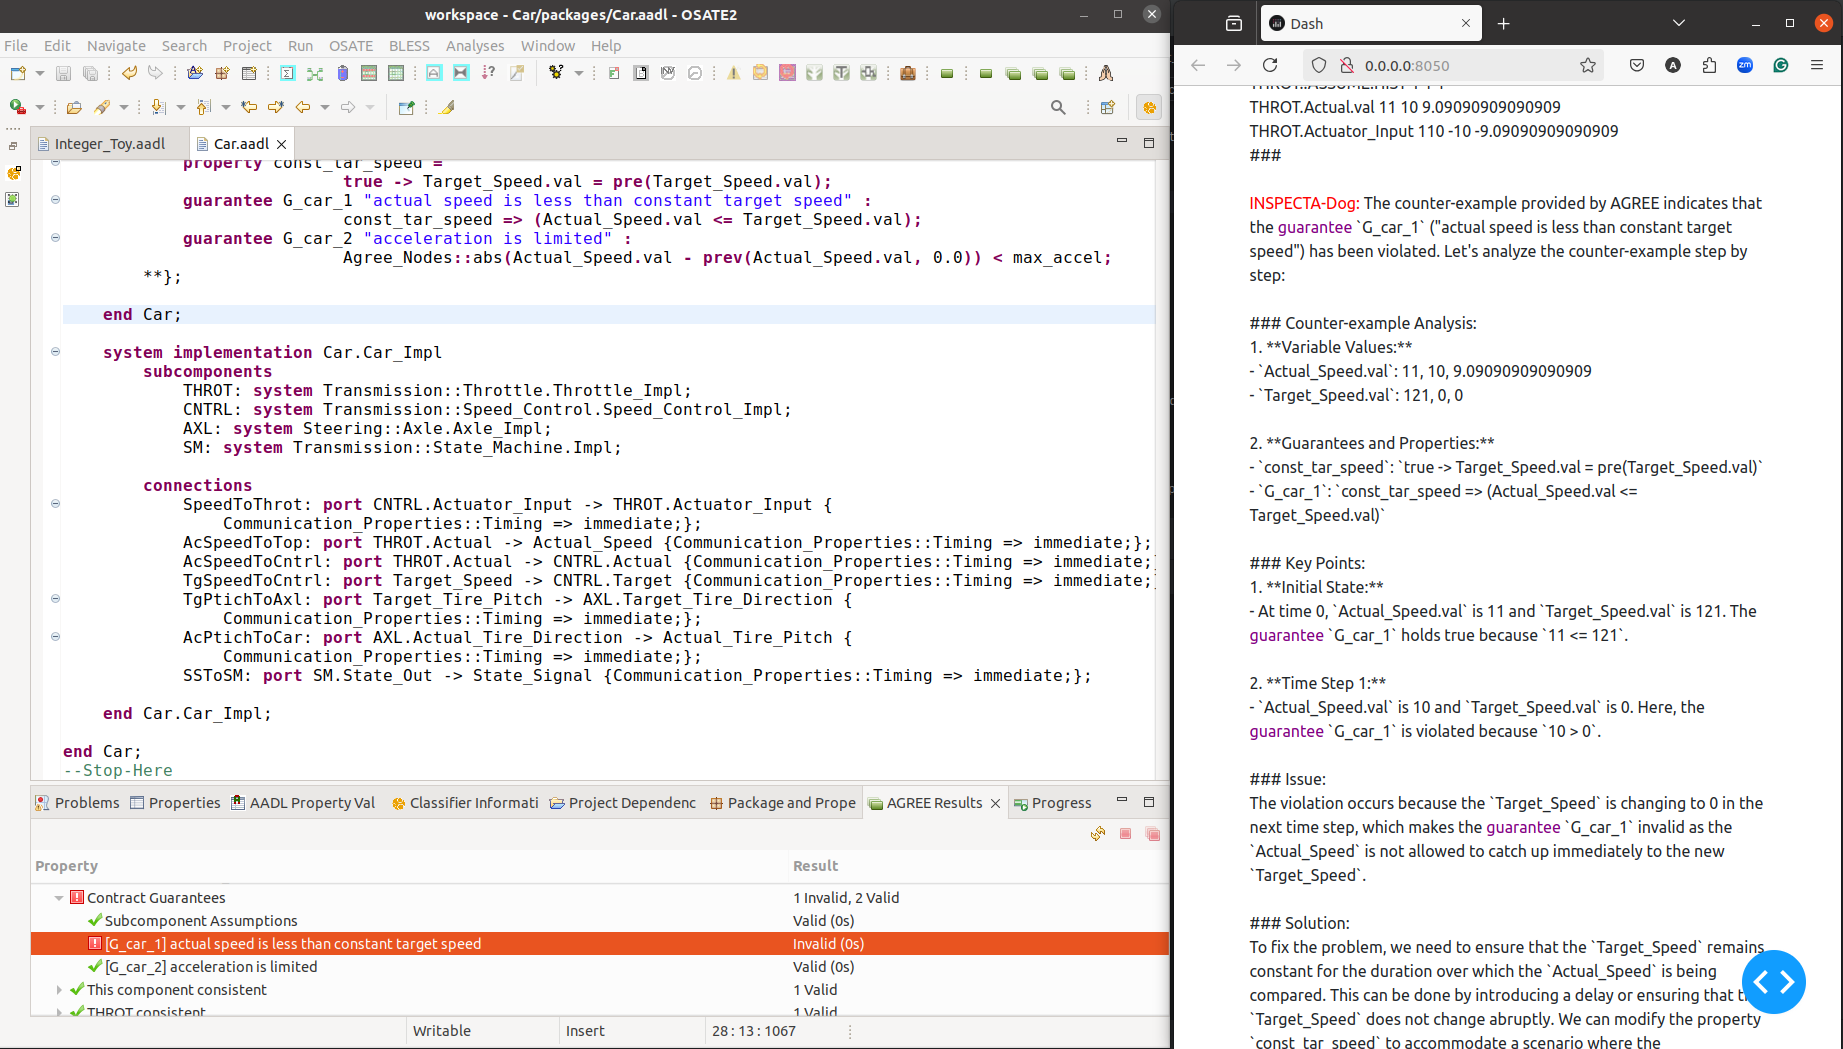 workspace - Car/packages/Car.aadl - OSATE2
File Edit Navigate Search Project Run OSATE BLESS Analyses Window Help
Integer_Toy.aadl
Car.aadl
property const_tar_speed =
true -> Target_Speed.val = pre(Target_Speed.val);
guarantee G_car_1 "actual speed is less than constant target speed" :
const_tar_speed => (Actual_Speed.val <= Target_Speed.val);
guarantee G_car_2 "acceleration is limited" :
Agree_Nodes::abs(Actual_Speed.val - prev(Actual_Speed.val, 0.0)) < max_accel;
**};
end Car;
system implementation Car.Car_Impl
subcomponents
THROT: system Transmission::Throttle.Throttle_Impl;
CNTRL: system Transmission::Speed_Control.Speed_Control_Impl;
AXL: system Steering::Axle.Axle_Impl;
SM: system Transmission::State_Machine.Impl;
connections
SpeedToThrot: port CNTRL.Actuator_Input -> THROT.Actuator_Input {
Communication_Properties::Timing => immediate;};
AcSpeedToTop: port THROT.Actual -> Actual_Speed {Communication_Properties::Timing => immediate;};
AcSpeedToCntrl: port THROT.Actual -> CNTRL.Actual {Communication_Properties::Timing => immediate;}
TgSpeedToCntrl: port Target_Speed -> CNTRL.Target {Communication_Properties::Timing => immediate;}
TgPtichToAxl: port Target_Tire_Pitch -> AXL.Target_Tire_Direction {
Communication_Properties::Timing => immediate;};
AcPtichToCar: port AXL.Actual_Tire_Direction -> Actual_Tire_Pitch {
Communication_Properties::Timing => immediate;};
SSToSM: port SM.State_Out -> State_Signal {Communication_Properties::Timing => immediate;};
end Car.Car_Impl;
end Car;
--Stop-Here
Problems Properties AADL Property Val Classifier Informati Project Dependenc Package and Prope AGREE Results Progress
Property Result
Contract Guarantees 1 Invalid, 2 Valid
Subcomponent Assumptions Valid (0s)
[G_car_1] actual speed is less than constant target speed Invalid (0s)
[G_car_2] acceleration is limited Valid (0s)
This component consistent 1 Valid
THROT consistent 1 Valid
Writable Insert 28 : 13 : 1067
Dash
0.0.0.0:8050
THROT..ASSUME.HIST 1 1 1
THROT.Actual.val 11 10 9.09090909090909
THROT.Actuator_Input 110 -10 -9.09090909090909
###
INSPECTA-Dog: The counter-example provided by AGREE indicates that
the guarantee `G_car_1` ("actual speed is less than constant target
speed") has been violated. Let's analyze the counter-example step by
step:
### Counter-example Analysis:
1. **Variable Values:**
- `Actual_Speed.val`: 11, 10, 9.09090909090909
- `Target_Speed.val`: 121, 0, 0
2. **Guarantees and Properties:**
- `const_tar_speed`: `true -> Target_Speed.val = pre(Target_Speed.val)`
- `G_car_1`: `const_tar_speed => (Actual_Speed.val <=
Target_Speed.val)`
### Key Points:
1. **Initial State:**
- At time 0, `Actual_Speed.val` is 11 and `Target_Speed.val` is 121. The
guarantee `G_car_1` holds true because `11 <= 121`.
2. **Time Step 1:**
- `Actual_Speed.val` is 10 and `Target_Speed.val` is 0. Here, the
guarantee `G_car_1` is violated because `10 > 0`.
### Issue:
The violation occurs because the `Target_Speed` is changing to 0 in the
next time step, which makes the guarantee `G_car_1` invalid as the
`Actual_Speed` is not allowed to catch up immediately to the new
`Target_Speed`.
### Solution:
To fix the problem, we need to ensure that the `Target_Speed` remains
constant for the duration over which the `Actual_Speed` is being
compared. This can be done by introducing a delay or ensuring that
`Target_Speed` does not change abruptly. We can modify the property
`const_tar_speed` to accommodate a scenario where the